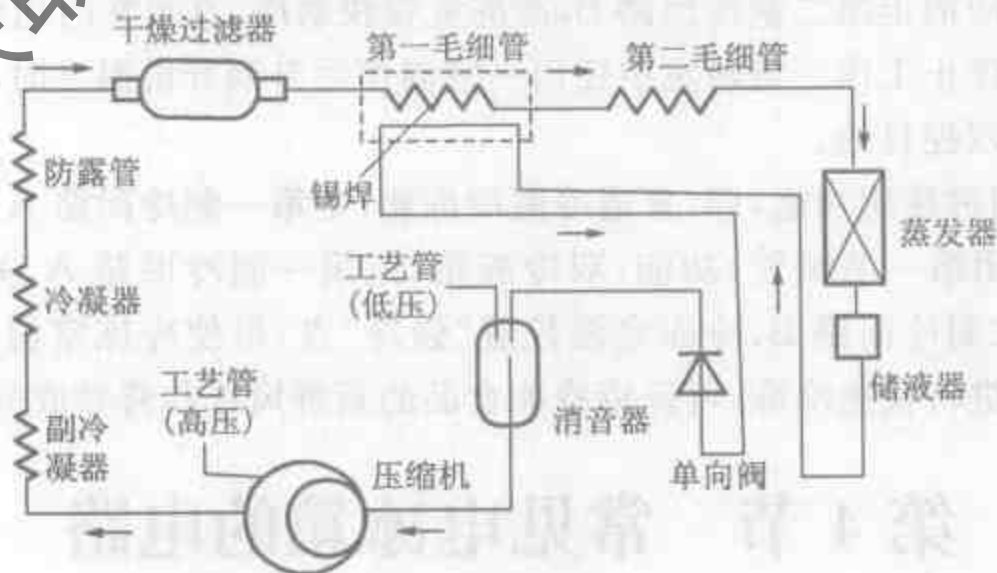 干燥过滤器
第一毛细管
第二毛细管
防露管
锡焊
蒸发器
冷凝器
工艺管
(低压)
储液器
工艺管
(高压)
消音器
副冷
凝器
压缩机
单向阀